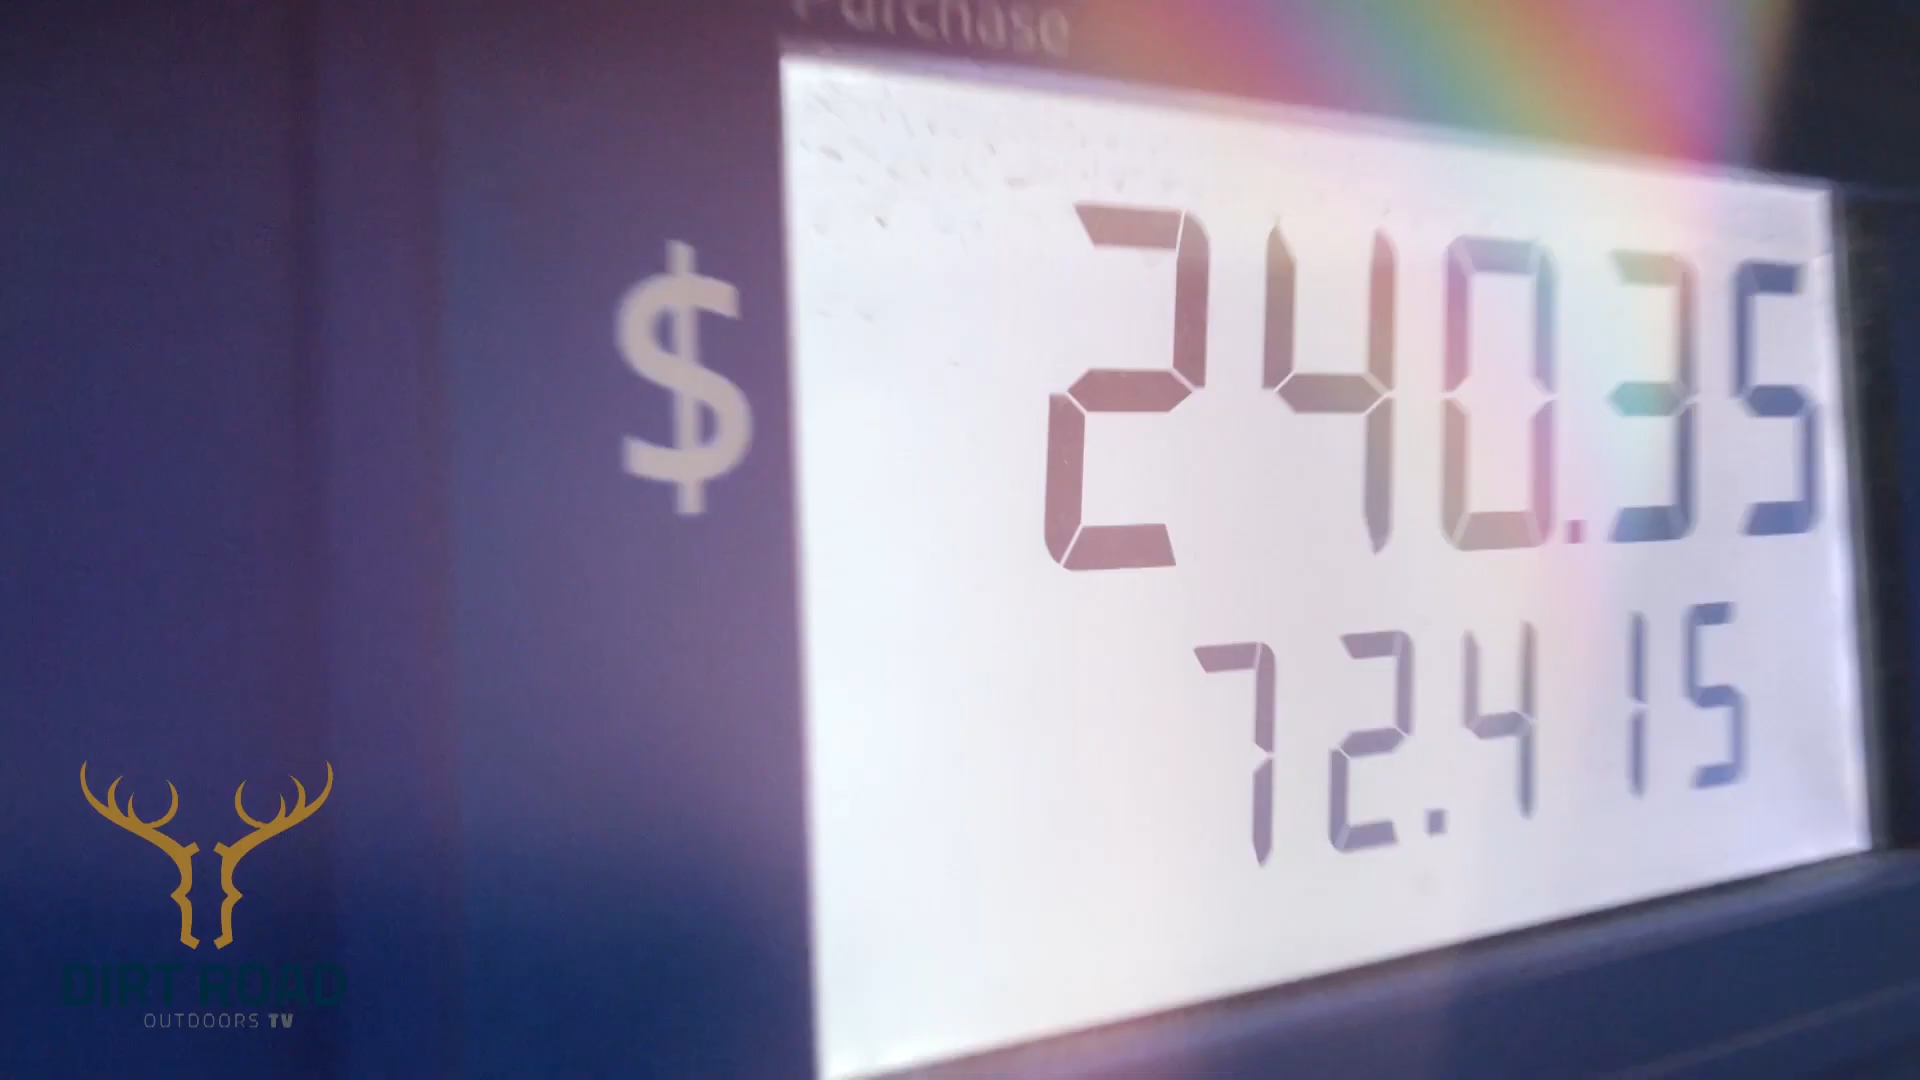 Purchase
$ 240.35
72.415
DIRT ROAD
OUTDOORS TV